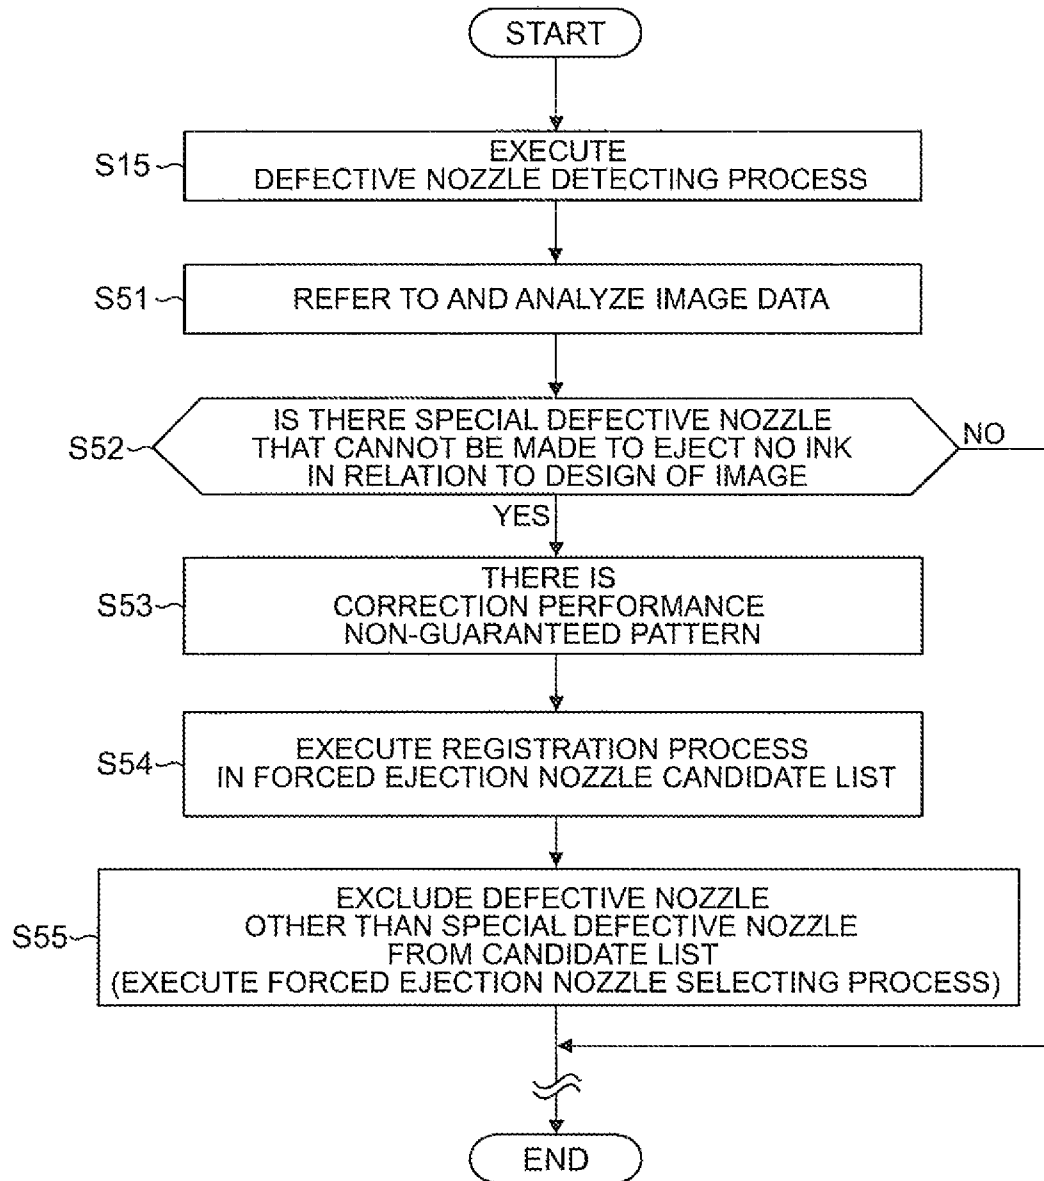 START
S15
EXECUTE
DEFECTIVE NOZZLE DETECTING PROCESS
S51
REFER TO AND ANALYZE IMAGE DATA
S52
IS THERE SPECIAL DEFECTIVE NOZZLE
THAT CANNOT BE MADE TO EJECT NO INK
IN RELATION TO DESIGN OF IMAGE
NO
YES
S53
THERE IS
CORRECTION PERFORMANCE
NON-GUARANTEED PATTERN
S54
EXECUTE REGISTRATION PROCESS
IN FORCED EJECTION NOZZLE CANDIDATE LIST
S55
EXCLUDE DEFECTIVE NOZZLE
OTHER THAN SPECIAL DEFECTIVE NOZZLE
FROM CANDIDATE LIST
(EXECUTE FORCED EJECTION NOZZLE SELECTING PROCESS)
END